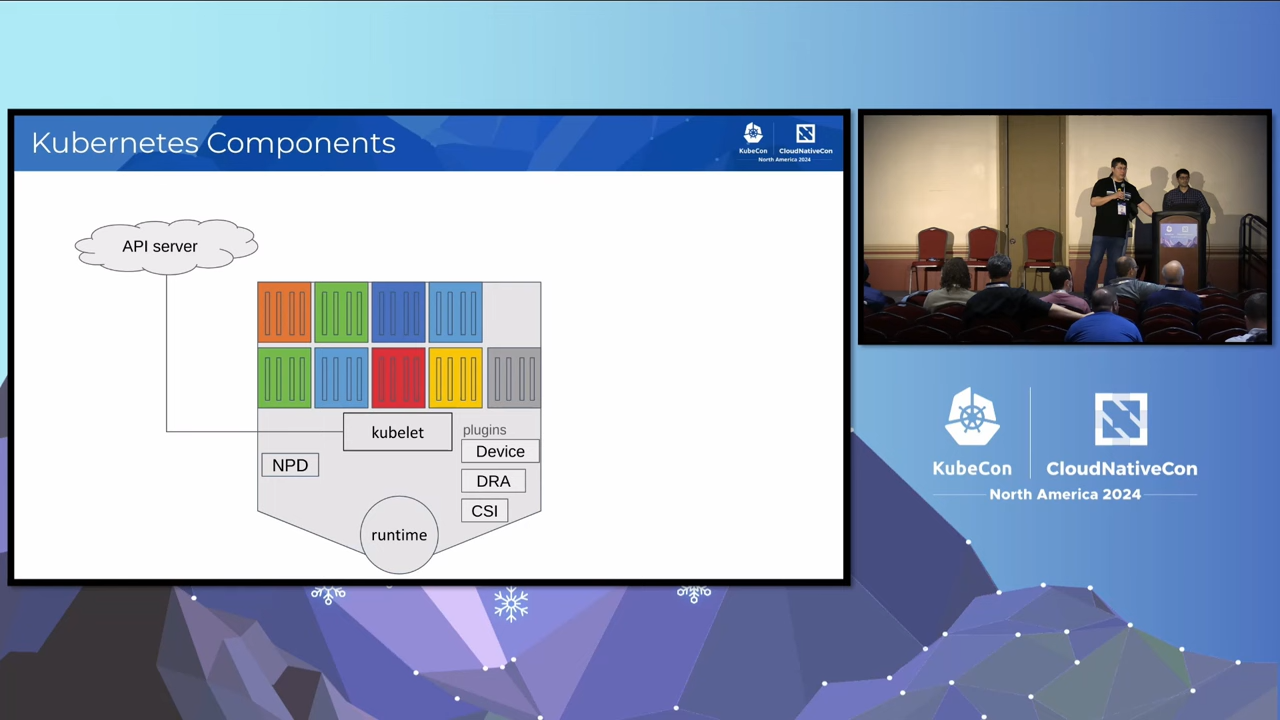 Kubernetes Components
KubeCon
CloudNativeCon
North America 2024
API server
kubelet
plugins
Device
NPD
DRA
CSI
runtime
KubeCon
CloudNativeCon
North America 2024